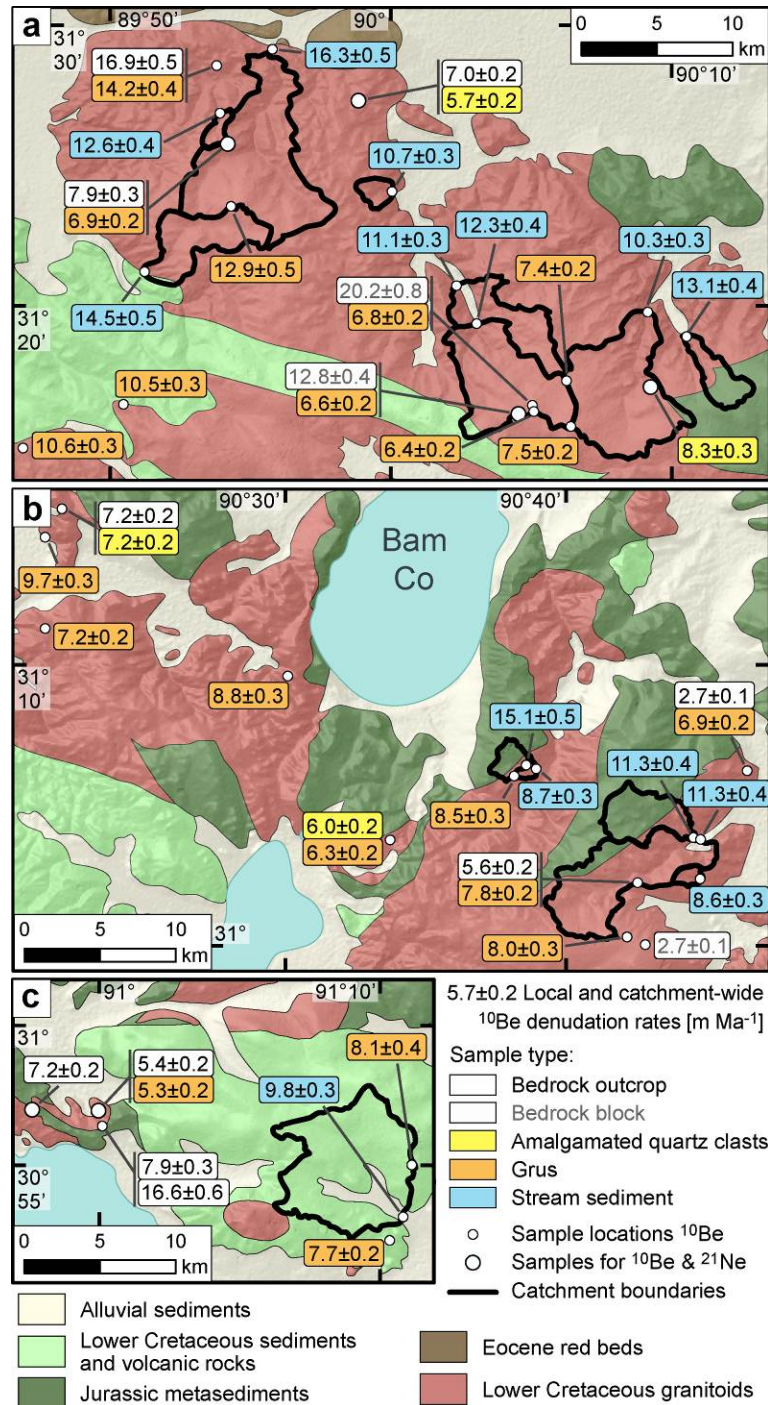 a
89°50'
90°
31°
30'
16.9±0.5
14.2±0.4
16.3±0.5
7.0±0.2
5.7±0.2
0 5 10
km
90°10'
12.6±0.4
10.7±0.3
7.9±0.3
6.9±0.2
12.3±0.4
11.1±0.3
7.4±0.2
10.3±0.3
12.9±0.5
20.2±0.8
6.8±0.2
13.1±0.4
14.5±0.5
31°
20'
12.8±0.4
6.6±0.2
10.5±0.3
10.6±0.3
6.4±0.2
7.5±0.2
8.3±0.3
b
90°30'
90°40'
7.2±0.2
7.2±0.2
Bam
Co
9.7±0.3
7.2±0.2
31°
10'
8.8±0.3
2.7±0.1
6.9±0.2
15.1±0.5
11.3±0.4
11.3±0.4
8.7±0.3
8.5±0.3
6.0±0.2
6.3±0.2
5.6±0.2
7.8±0.2
8.6±0.3
0 5 10
km
31°
8.0±0.3
2.7±0.1
c
91°
91°10'
31°
7.2±0.2
5.4±0.2
5.3±0.2
9.8±0.3
8.1±0.4
7.9±0.3
16.6±0.6
30°
55'
0 5 10
km
7.7±0.2
5.7±0.2 Local and catchment-wide
¹⁰Be denudation rates [m Ma⁻¹]
Sample type:
Bedrock outcrop
Bedrock block
Amalgamated quartz clasts
Grus
Stream sediment
Sample locations ¹⁰Be
Samples for ¹⁰Be & ²¹Ne
Catchment boundaries
Alluvial sediments
Lower Cretaceous sediments
and volcanic rocks
Jurassic metasediments
Eocene red beds
Lower Cretaceous granitoids